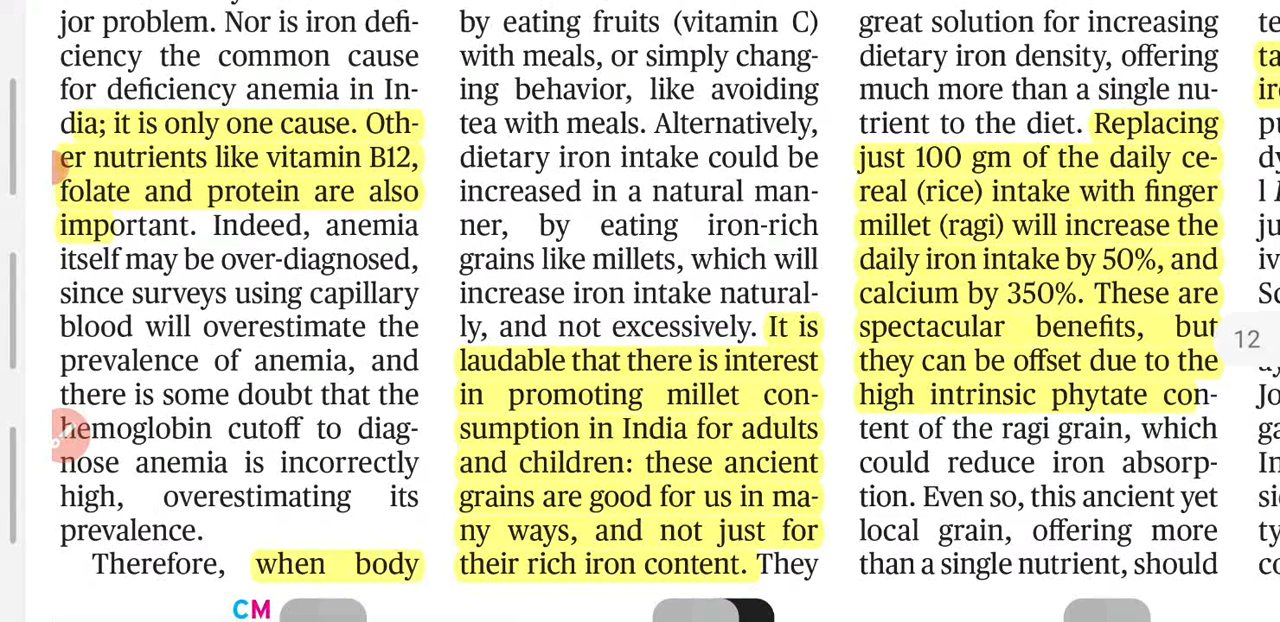 jor problem. Nor is iron defi-
ciency the common cause
for deficiency anemia in In-
dia; it is only one cause. Oth-
er nutrients like vitamin B12,
folate and protein are also
important. Indeed, anemia
itself may be over-diagnosed,
since surveys using capillary
blood will overestimate the
prevalence of anemia, and
there is some doubt that the
hemoglobin cutoff to diag-
nose anemia is incorrectly
high, overestimating its
prevalence.
Therefore, when body
by eating fruits (vitamin C)
with meals, or simply chang-
ing behavior, like avoiding
tea with meals. Alternatively,
dietary iron intake could be
increased in a natural man-
ner, by eating iron-rich
grains like millets, which will
increase iron intake natural-
ly, and not excessively. It is
laudable that there is interest
in promoting millet con-
sumption in India for adults
and children: these ancient
grains are good for us in ma-
ny ways, and not just for
their rich iron content. They
great solution for increasing
dietary iron density, offering
much more than a single nu-
trient to the diet. Replacing
just 100 gm of the daily ce-
real (rice) intake with finger
millet (ragi) will increase the
daily iron intake by 50%, and
calcium by 350%. These are
spectacular benefits, but
they can be offset due to the
high intrinsic phytate con-
tent of the ragi grain, which
could reduce iron absorp-
tion. Even so, this ancient yet
local grain, offering more
than a single nutrient, should
12
CM